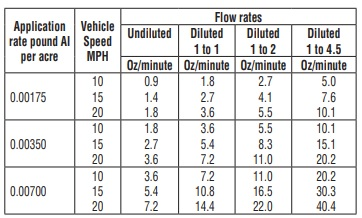 Application rate pound AI per acre | Vehicle Speed MPH | Flow rates
Undiluted | Diluted 1 to 1 | Diluted 1 to 2 | Diluted 1 to 4.5
Oz/minute | Oz/minute | Oz/minute | Oz/minute
0.00175 | 10 | 0.9 | 1.8 | 2.7 | 5.0
15 | 1.4 | 2.7 | 4.1 | 7.6
20 | 1.8 | 3.6 | 5.5 | 10.1
0.00350 | 10 | 1.8 | 3.6 | 5.5 | 10.1
15 | 2.7 | 5.4 | 8.3 | 15.1
20 | 3.6 | 7.2 | 11.0 | 20.2
0.00700 | 10 | 3.6 | 7.2 | 11.0 | 20.2
15 | 5.4 | 10.8 | 16.5 | 30.3
20 | 7.2 | 14.4 | 22.0 | 40.4